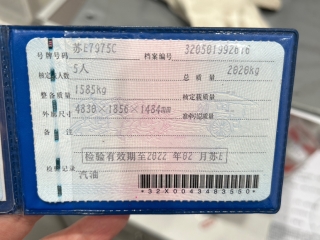 号牌号码 苏E7975C 档案编号 320501992616
核定载人数 5人 总质量 2020kg
整备质量 1585kg 核定载质量
外廓尺寸 4830×1856×1484mm 准牵引总质量
备注
检验有效期至2022年02月苏E
检验记录
汽油
*32X0043483550*